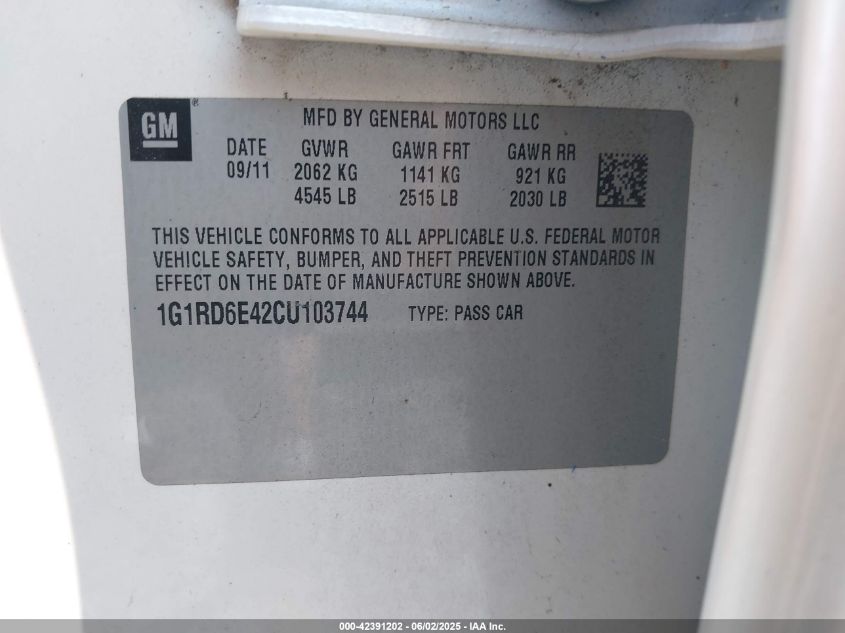 GM ®
MFD BY GENERAL MOTORS LLC
DATE GVWR GAWR FRT GAWR RR
09/11 2062 KG 1141 KG 921 KG
4545 LB 2515 LB 2030 LB
THIS VEHICLE CONFORMS TO ALL APPLICABLE U.S. FEDERAL MOTOR
VEHICLE SAFETY, BUMPER, AND THEFT PREVENTION STANDARDS IN
EFFECT ON THE DATE OF MANUFACTURE SHOWN ABOVE.
1G1RD6E42CU103744 TYPE: PASS CAR
000-42391202 - 06/02/2025 - IAA Inc.